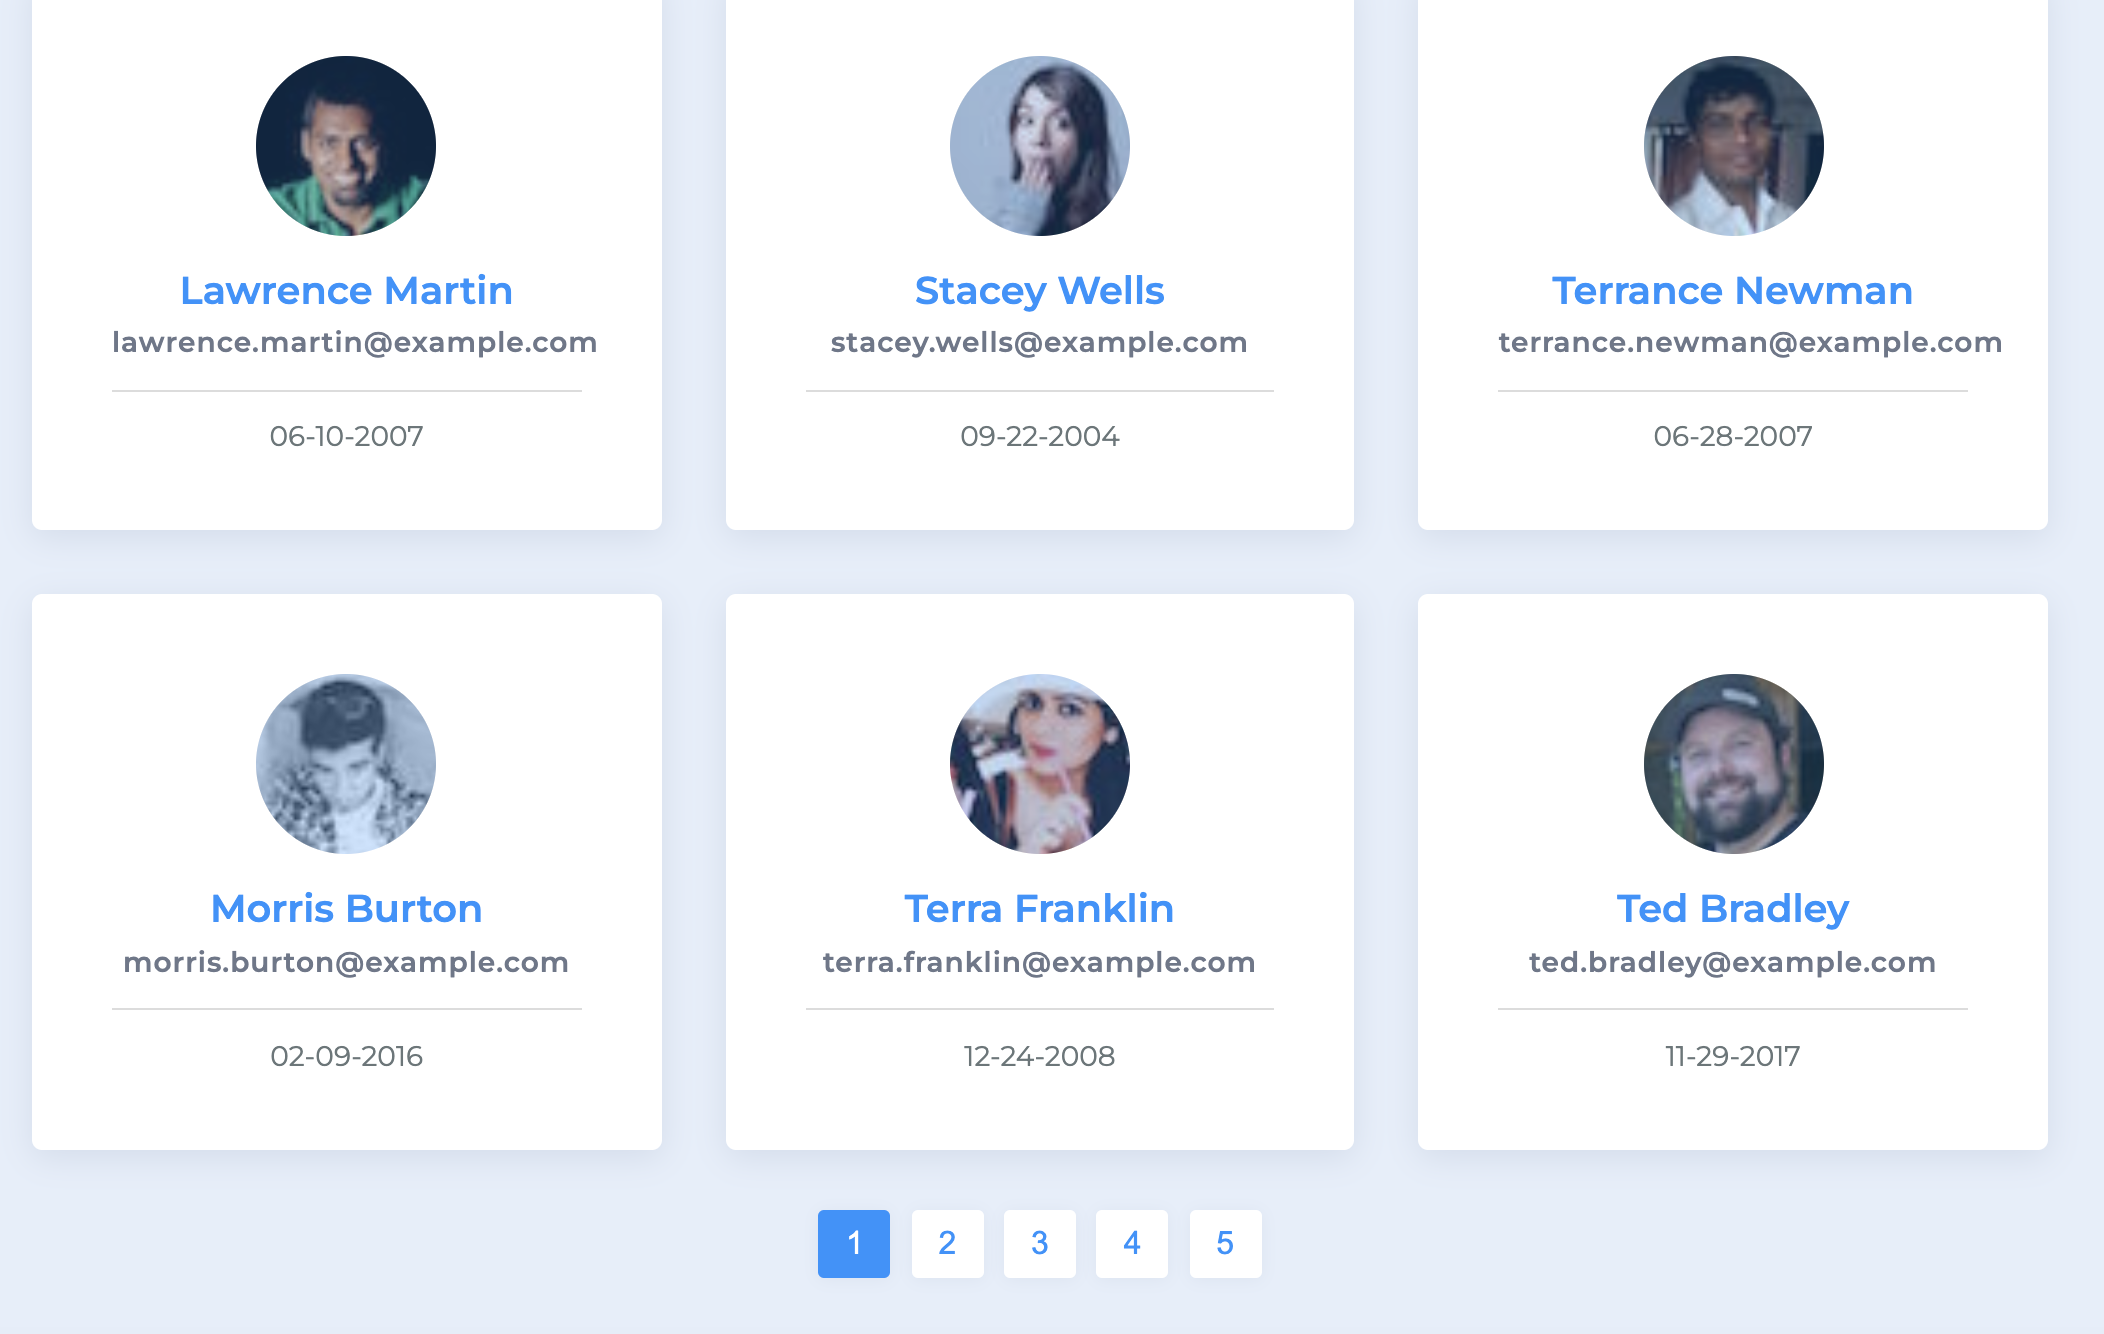 Lawrence Martin
lawrence.martin@example.com
06-10-2007
Stacey Wells
stacey.wells@example.com
09-22-2004
Terrance Newman
terrance.newman@example.com
06-28-2007
Morris Burton
morris.burton@example.com
02-09-2016
Terra Franklin
terra.franklin@example.com
12-24-2008
Ted Bradley
ted.bradley@example.com
11-29-2017
1 2 3 4 5